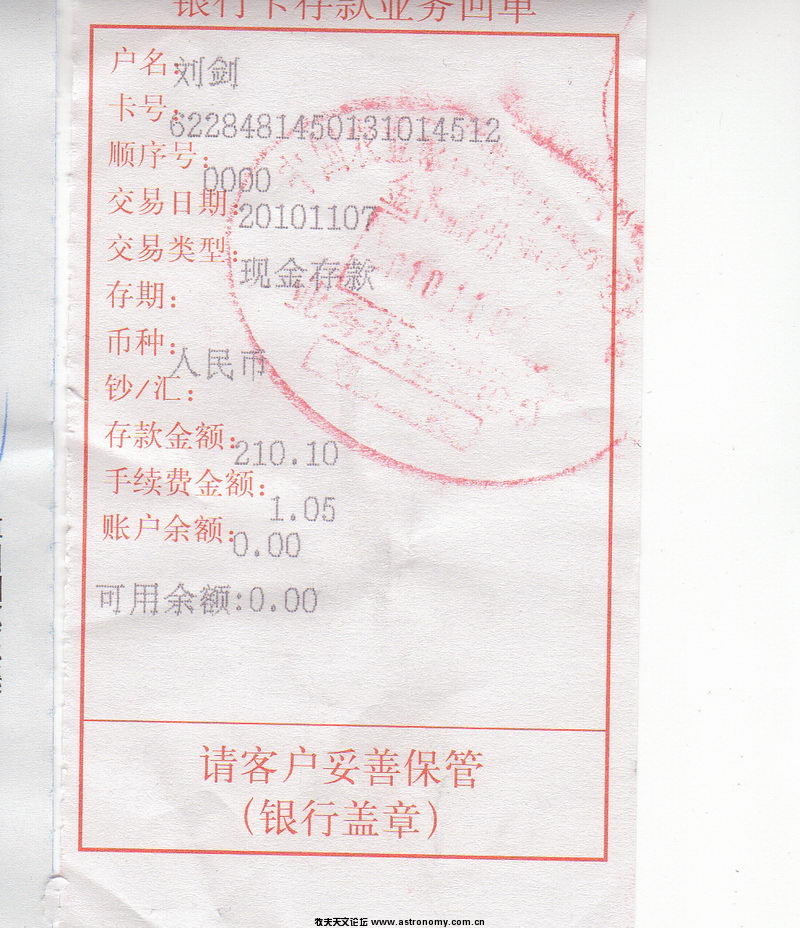 银行卡存款业务回单
户名:刘剑
卡号:6228481450131014512
顺序号:0000
交易日期:20101107
交易类型:现金存款
存期:
币种:人民币
钞/汇:
存款金额:210.10
手续费金额:1.05
账户余额:0.00
可用余额:0.00
请客户妥善保管
(银行盖章)
牧夫天文论坛 www.astronomy.com.cn